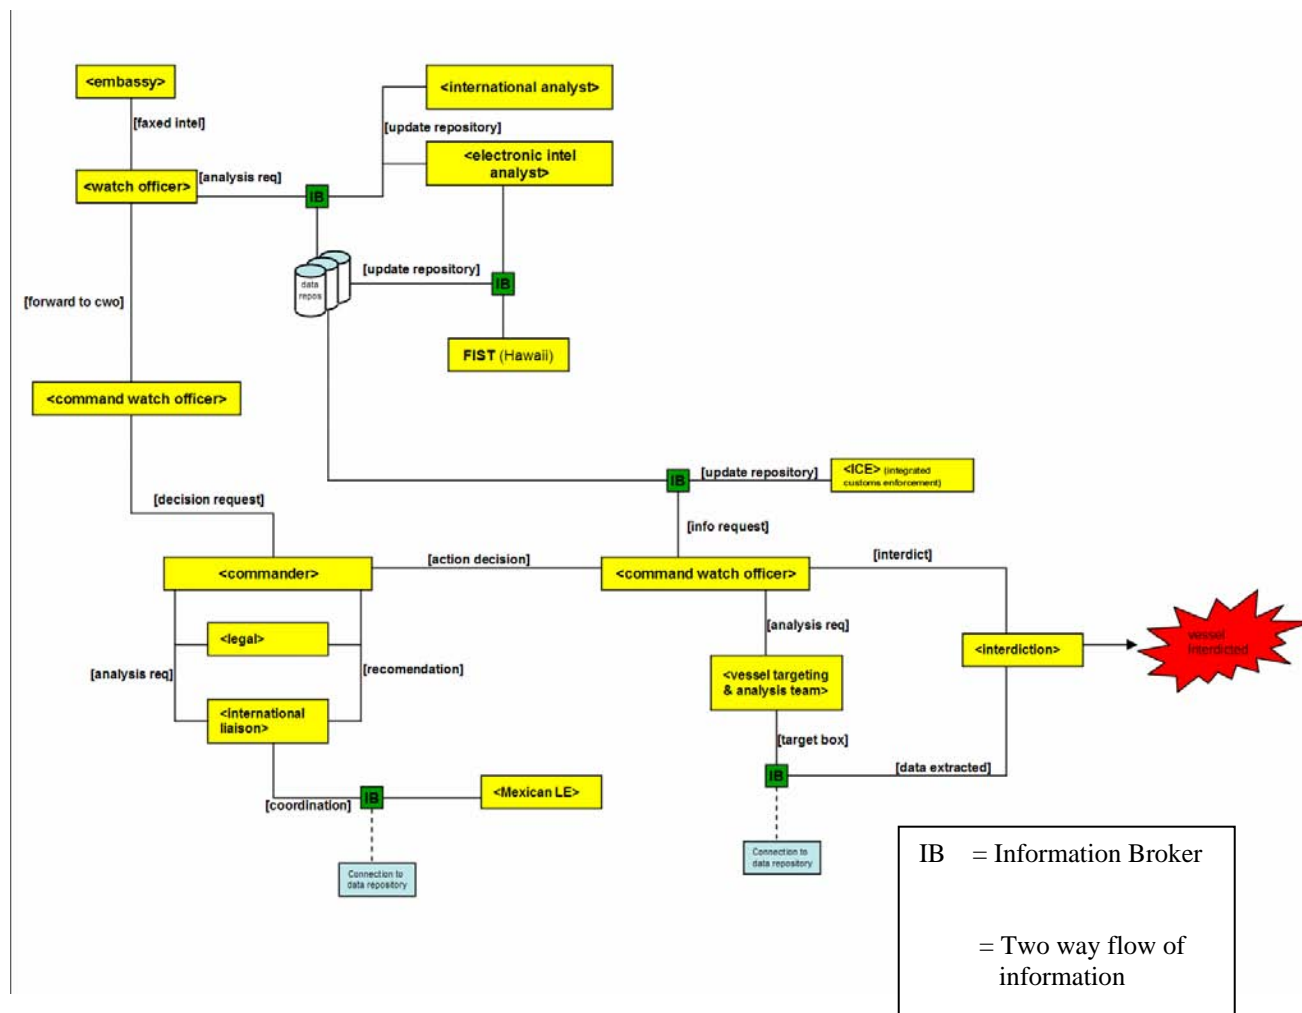 <embassy>
[faxed intel]
<international analyst>
[update repository]
<electronic intel
analyst>
<watch officer>
[analysis req]
IB
data
repos
[update repository]
IB
[forward to cwo]
FIST (Hawaii)
<command watch officer>
IB
[update repository]
<ICE> (integrated
customs enforcement)
[decision request]
[info request]
<commander>
[action decision]
<command watch officer>
[interdict]
<legal>
[analysis req]
[recomendation]
<international
liaison>
[analysis req]
<vessel targeting
& analysis team>
<interdiction>
vessel
Interdicted
[target box]
IB
[data extracted]
[coordination]
IB
<Mexican LE>
Connection to
data repository
Connection to
data repository
IB = Information Broker
= Two way flow of
information